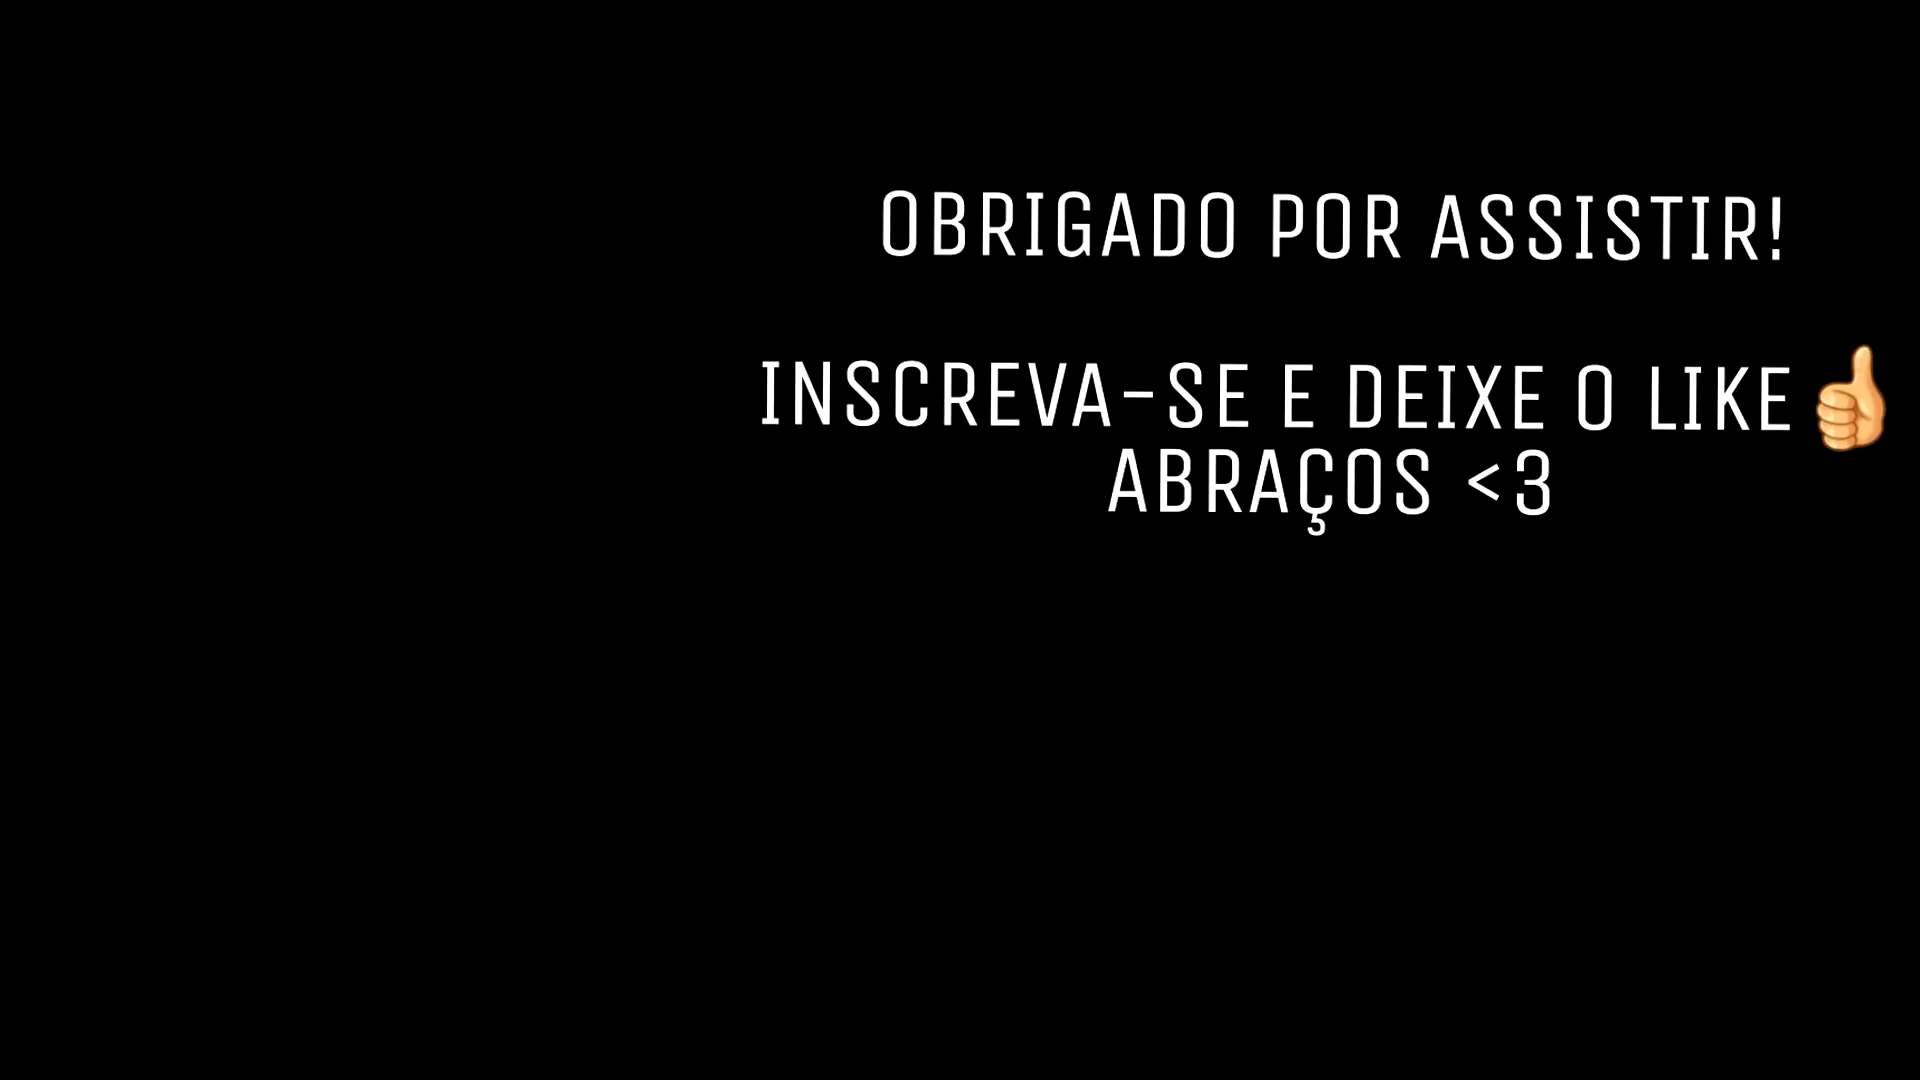 OBRIGADO POR ASSISTIR!
INSCREVA-SE E DEIXE O LIKE 👍
ABRAÇOS <3